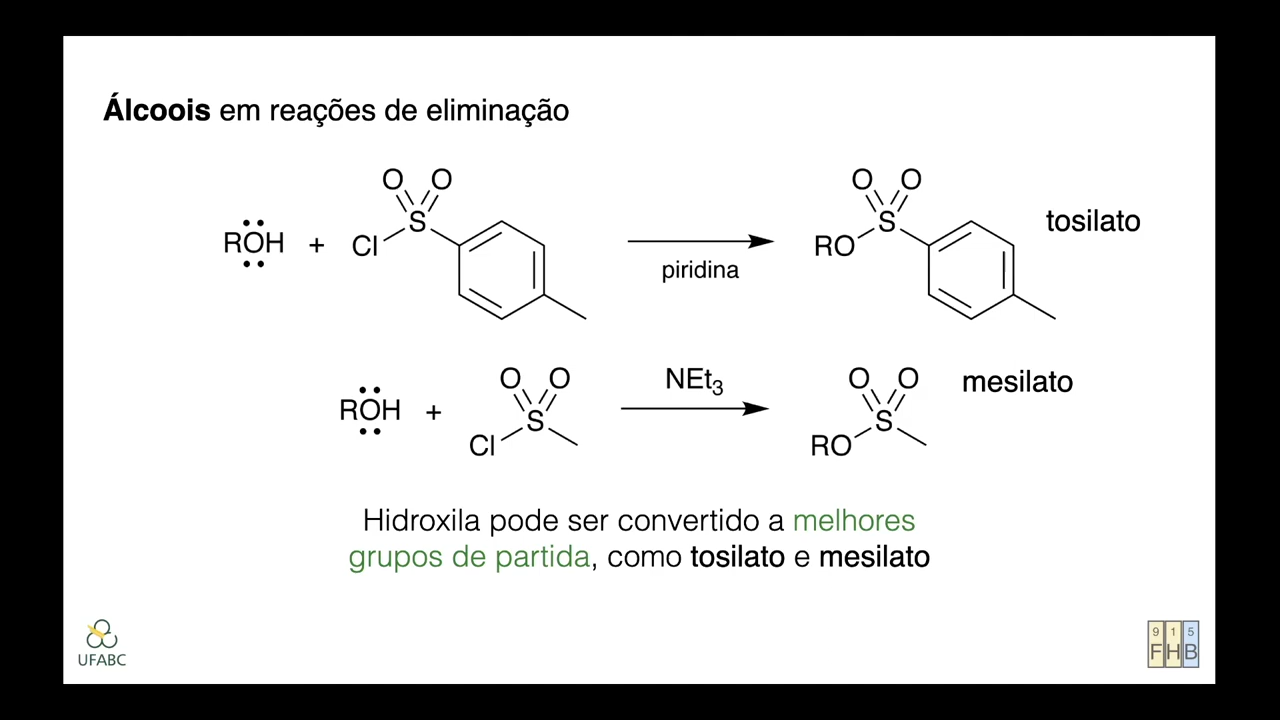 Álcoois em reações de eliminação
O O
ROH + Cl S
piridina
O O
RO S
tosilato
O O
ROH + Cl S
NEt3
O O
RO S
mesilato
Hidroxila pode ser convertido a melhores
grupos de partida, como tosilato e mesilato
UFABC
9 1 5
F H B